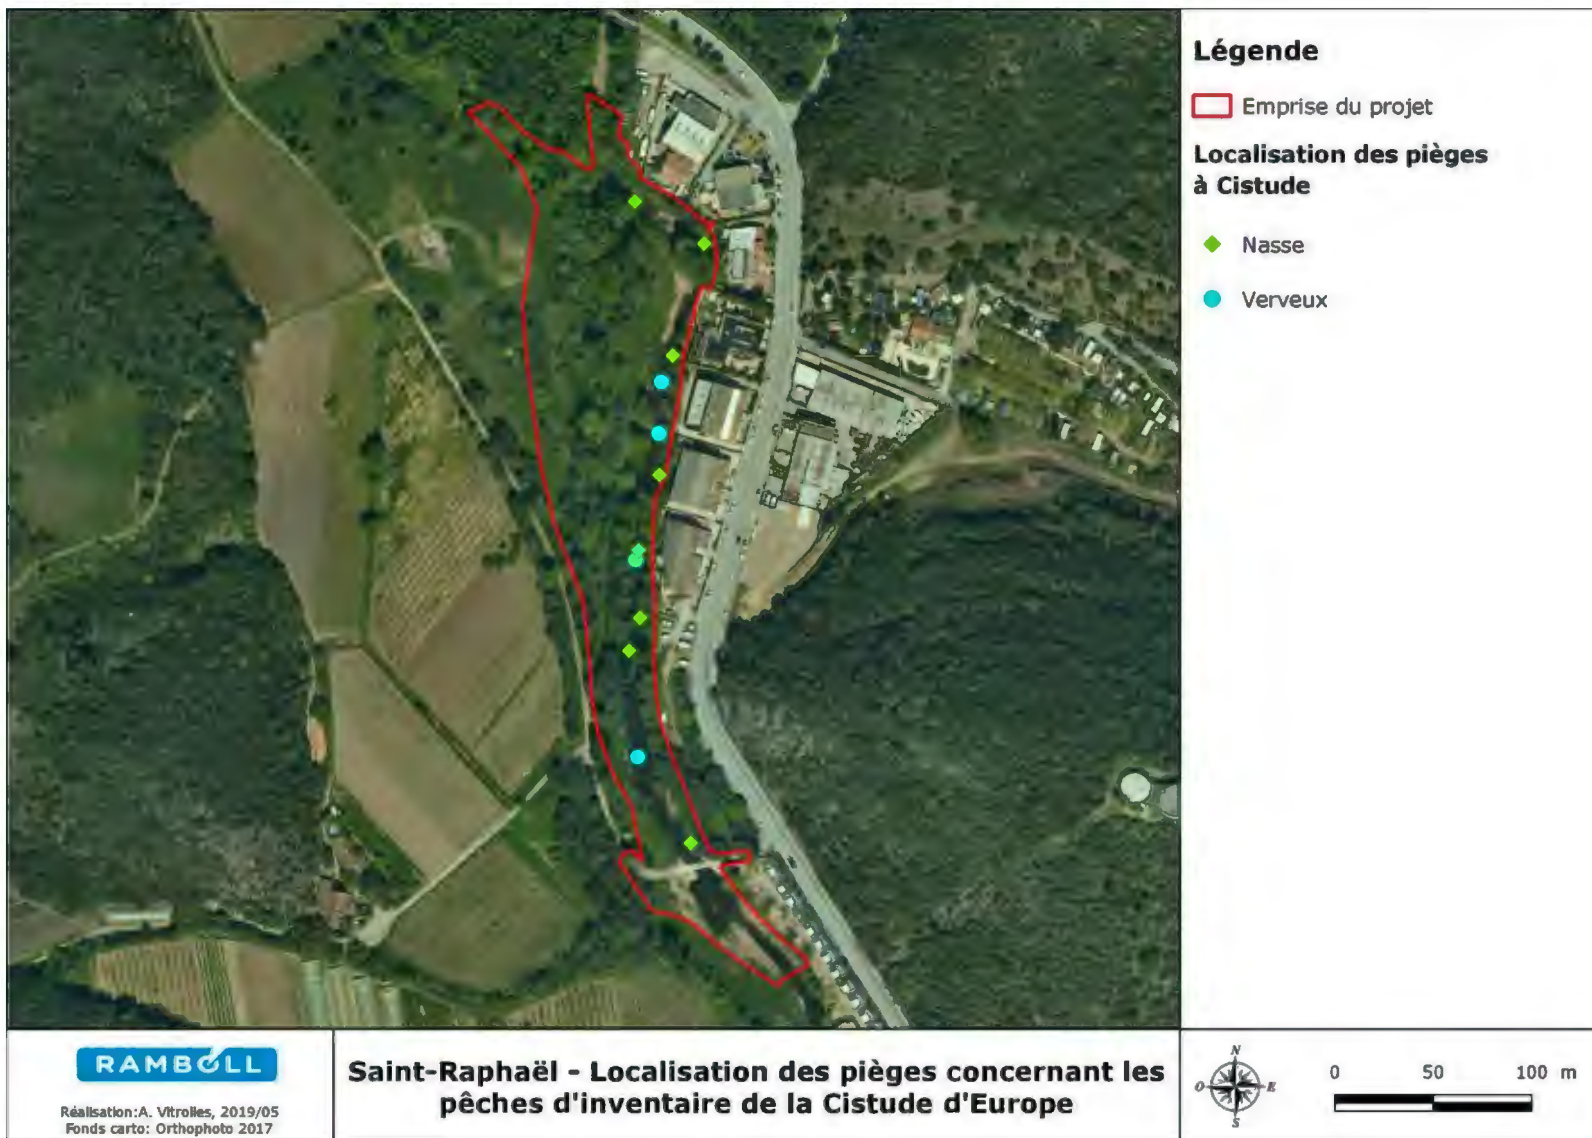 Légende
Emprise du projet
Localisation des pièges
à Cistude
Nasse
Verveux
RAMBOLL
Réalisation:A. Vitrolles, 2019/05
Fonds carto: Orthophoto 2017
Saint-Raphaël - Localisation des pièges concernant les
pêches d'inventaire de la Cistude d'Europe
N
O
E
S
0 50 100 m